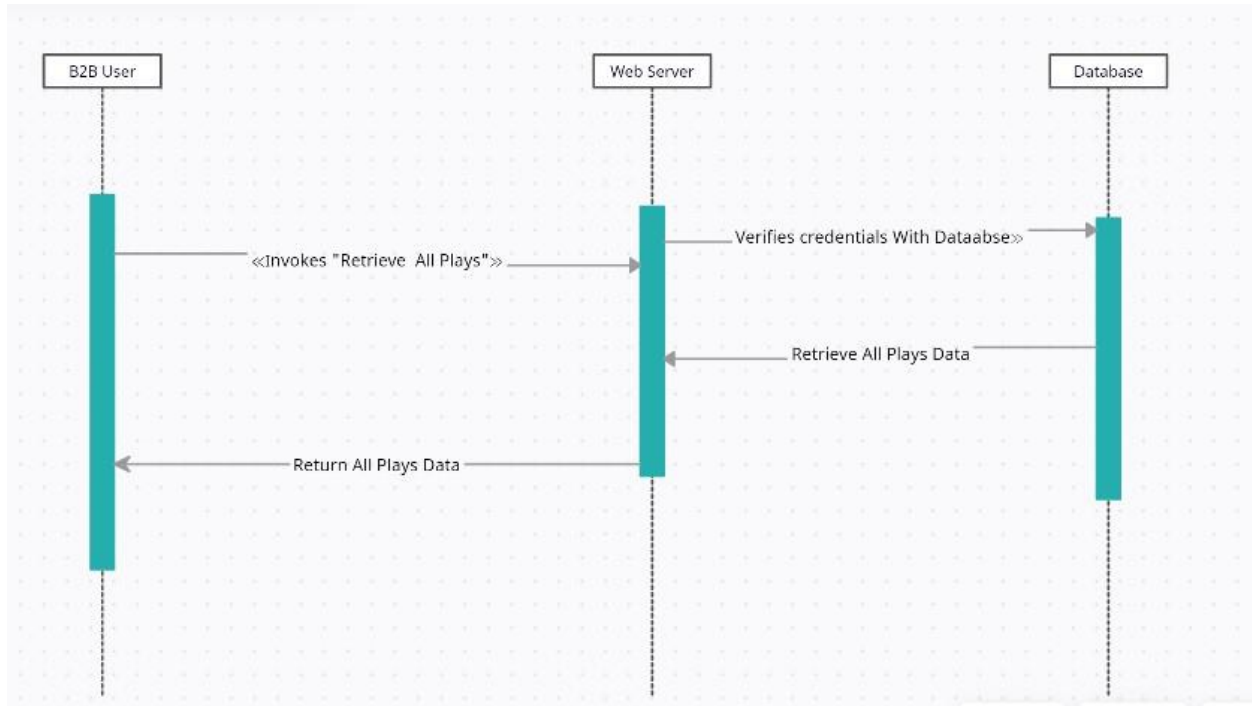 B2B User
Web Server
Database
Verifies credentials With Dataabse»
«Invokes "Retrieve All Plays"»
Retrieve All Plays Data
Return All Plays Data